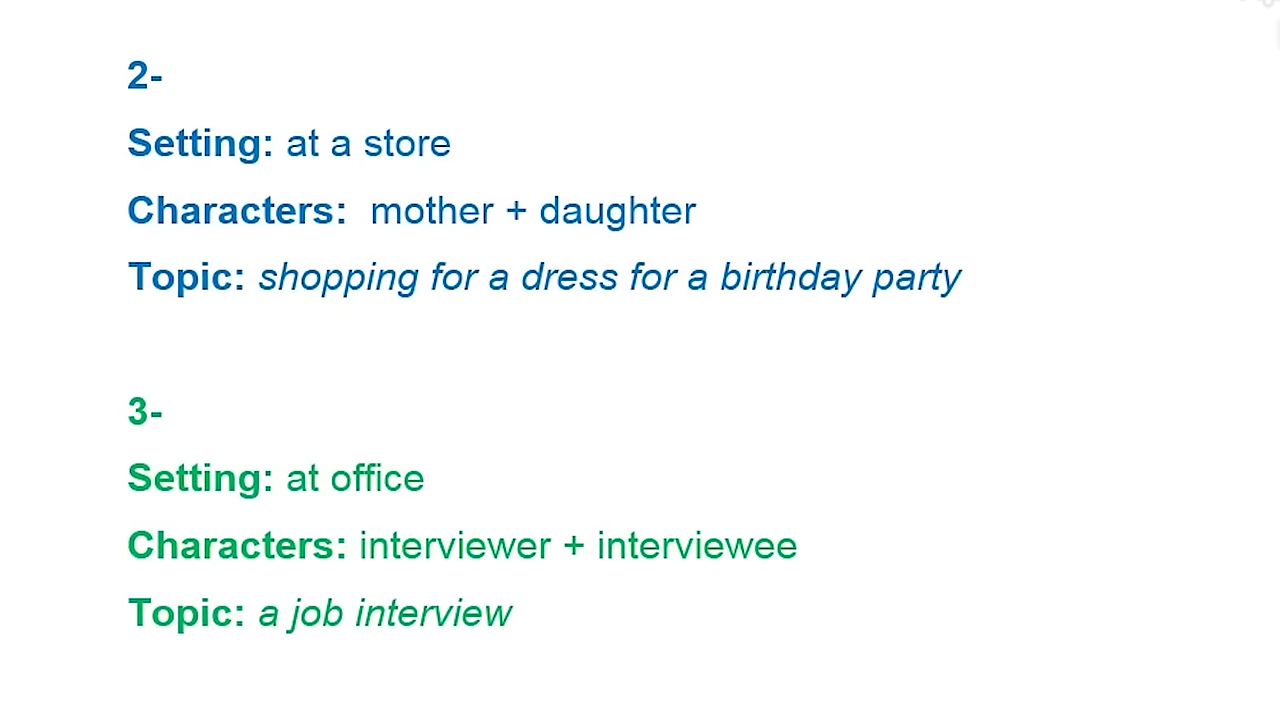 2-
Setting: at a store
Characters:  mother + daughter
Topic: shopping for a dress for a birthday party
3-
Setting: at office
Characters: interviewer + interviewee
Topic: a job interview